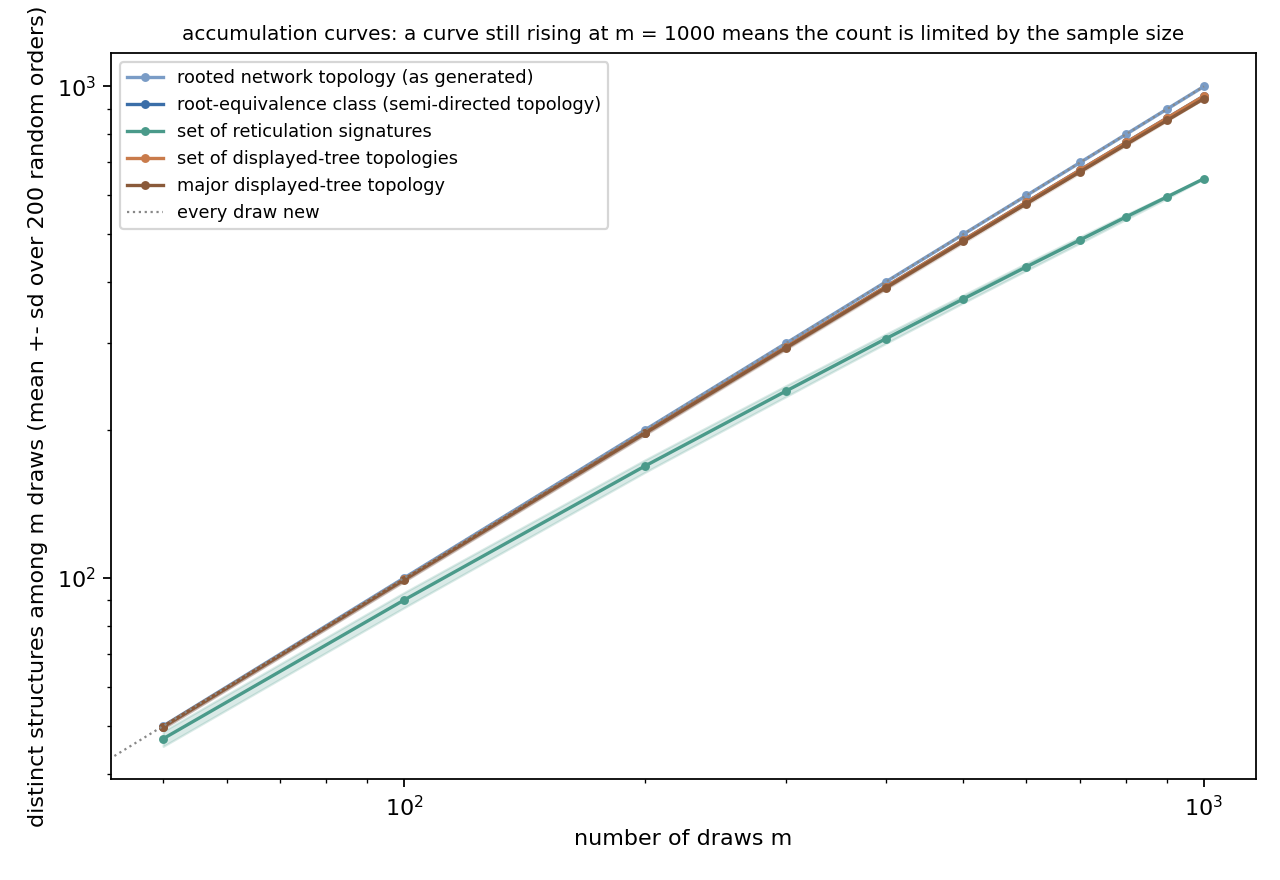 accumulation curves: a curve still rising at m = 1000 means the count is limited by the sample size
distinct structures among m draws (mean +- sd over 200 random orders)
10³
10²
rooted network topology (as generated)
root-equivalence class (semi-directed topology)
set of reticulation signatures
set of displayed-tree topologies
major displayed-tree topology
every draw new
10²
10³
number of draws m